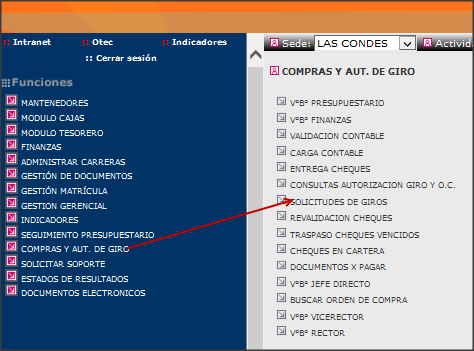 :: Intranet :: Otec :: Indicadores
:: Cerrar sesión
Funciones
MANTENEDORES
MODULO CAJAS
MODULO TESORERO
FINANZAS
ADMINISTRAR CARRERAS
GESTIÓN DE DOCUMENTOS
GESTIÓN MATRÍCULA
GESTION GERENCIAL
INDICADORES
SEGUIMIENTO PRESUPUESTARIO
COMPRAS Y AUT. DE GIRO
SOLICITAR SOPORTE
ESTADOS DE RESULTADOS
DOCUMENTOS ELECTRONICOS
Sede: LAS CONDES Activid
COMPRAS Y AUT. DE GIRO
VºBº PRESUPUESTARIO
VºBº FINANZAS
VALIDACION CONTABLE
CARGA CONTABLE
ENTREGA CHEQUES
CONSULTAS AUTORIZACION GIRO Y O.C.
SOLICITUDES DE GIROS
REVALIDACION CHEQUES
TRASPASO CHEQUES VENCIDOS
CHEQUES EN CARTERA
DOCUMENTOS X PAGAR
VºBº JEFE DIRECTO
BUSCAR ORDEN DE COMPRA
VºBº VICERECTOR
VºBº RECTOR